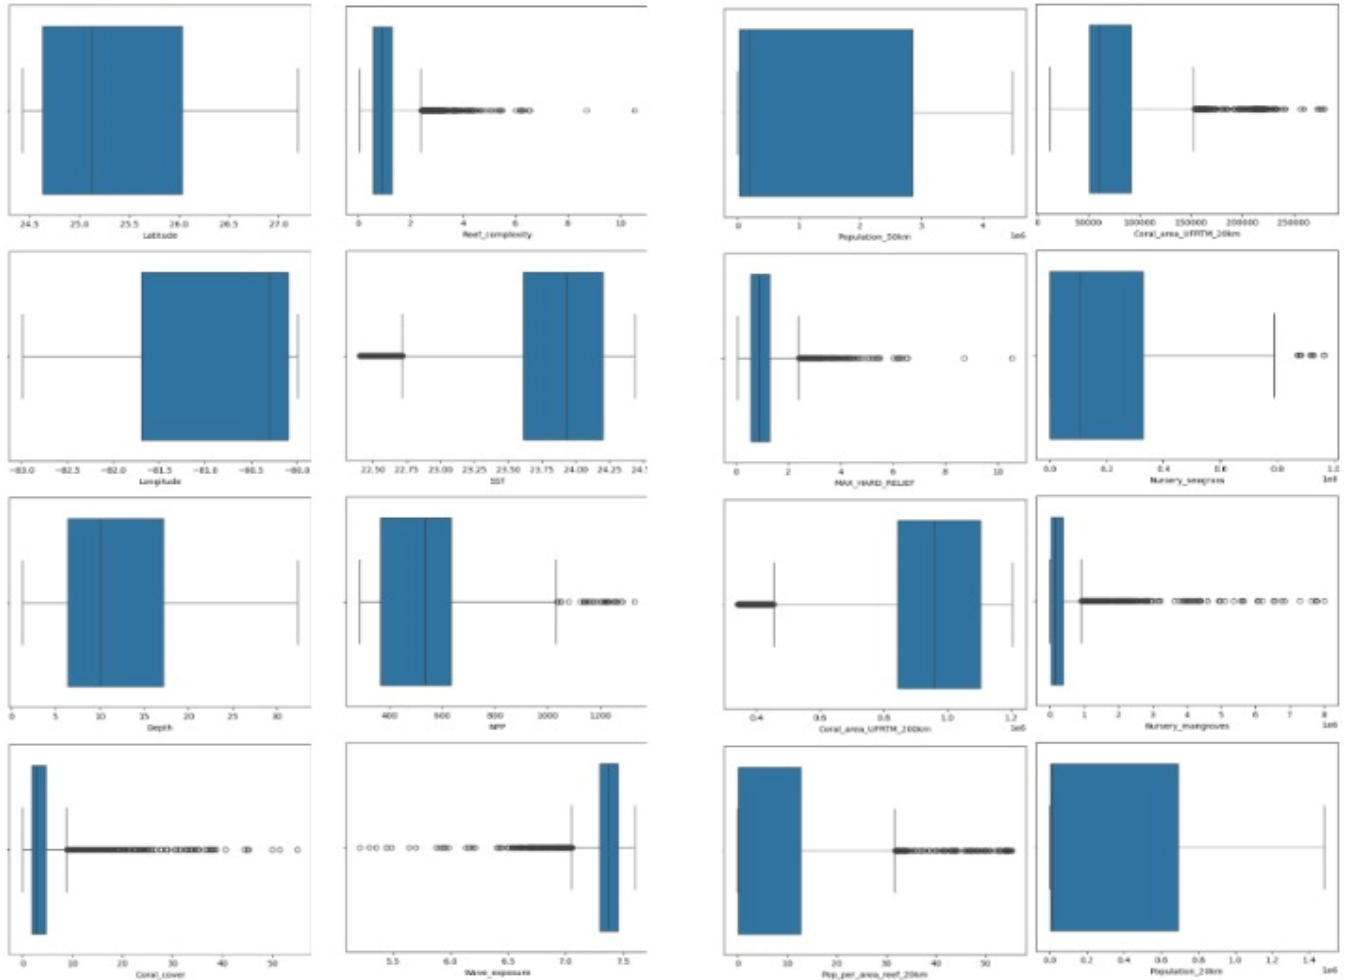 24.5 25.0 25.5 26.0 26.5 27.0
Latitude
0 2 4 6 8 10
Reef_complexity
0 1 2 3 4
1e6
Population_50km
50000 100000 150000 200000 250000
Coral_area_UFRTM_20km
−83.0 −82.5 −82.0 −81.5 −81.0 −80.5 −80.0
Longitude
22.50 22.75 23.00 23.25 23.50 23.75 24.00 24.25
SST
0 2 4 6 8 10
MAX_HARD_RELIEF
0.0 0.2 0.4 0.6 0.8 1.0
1e8
Nursery_seagrass
0 5 10 15 20 25 30
Depth
400 600 800 1000 1200
NPP
0.4 0.6 0.8 1.0 1.2
1e6
Coral_area_UFRTM_200km
0 1 2 3 4 5 6 7 8
1e6
Nursery_mangroves
0 10 20 30 40 50
Coral_cover
5.5 6.0 6.5 7.0 7.5
Wave_exposure
0 10 20 30 40 50
Pop_per_area_reef_20km
0.0 0.2 0.4 0.6 0.8 1.0 1.2 1.4
1e6
Population_20km